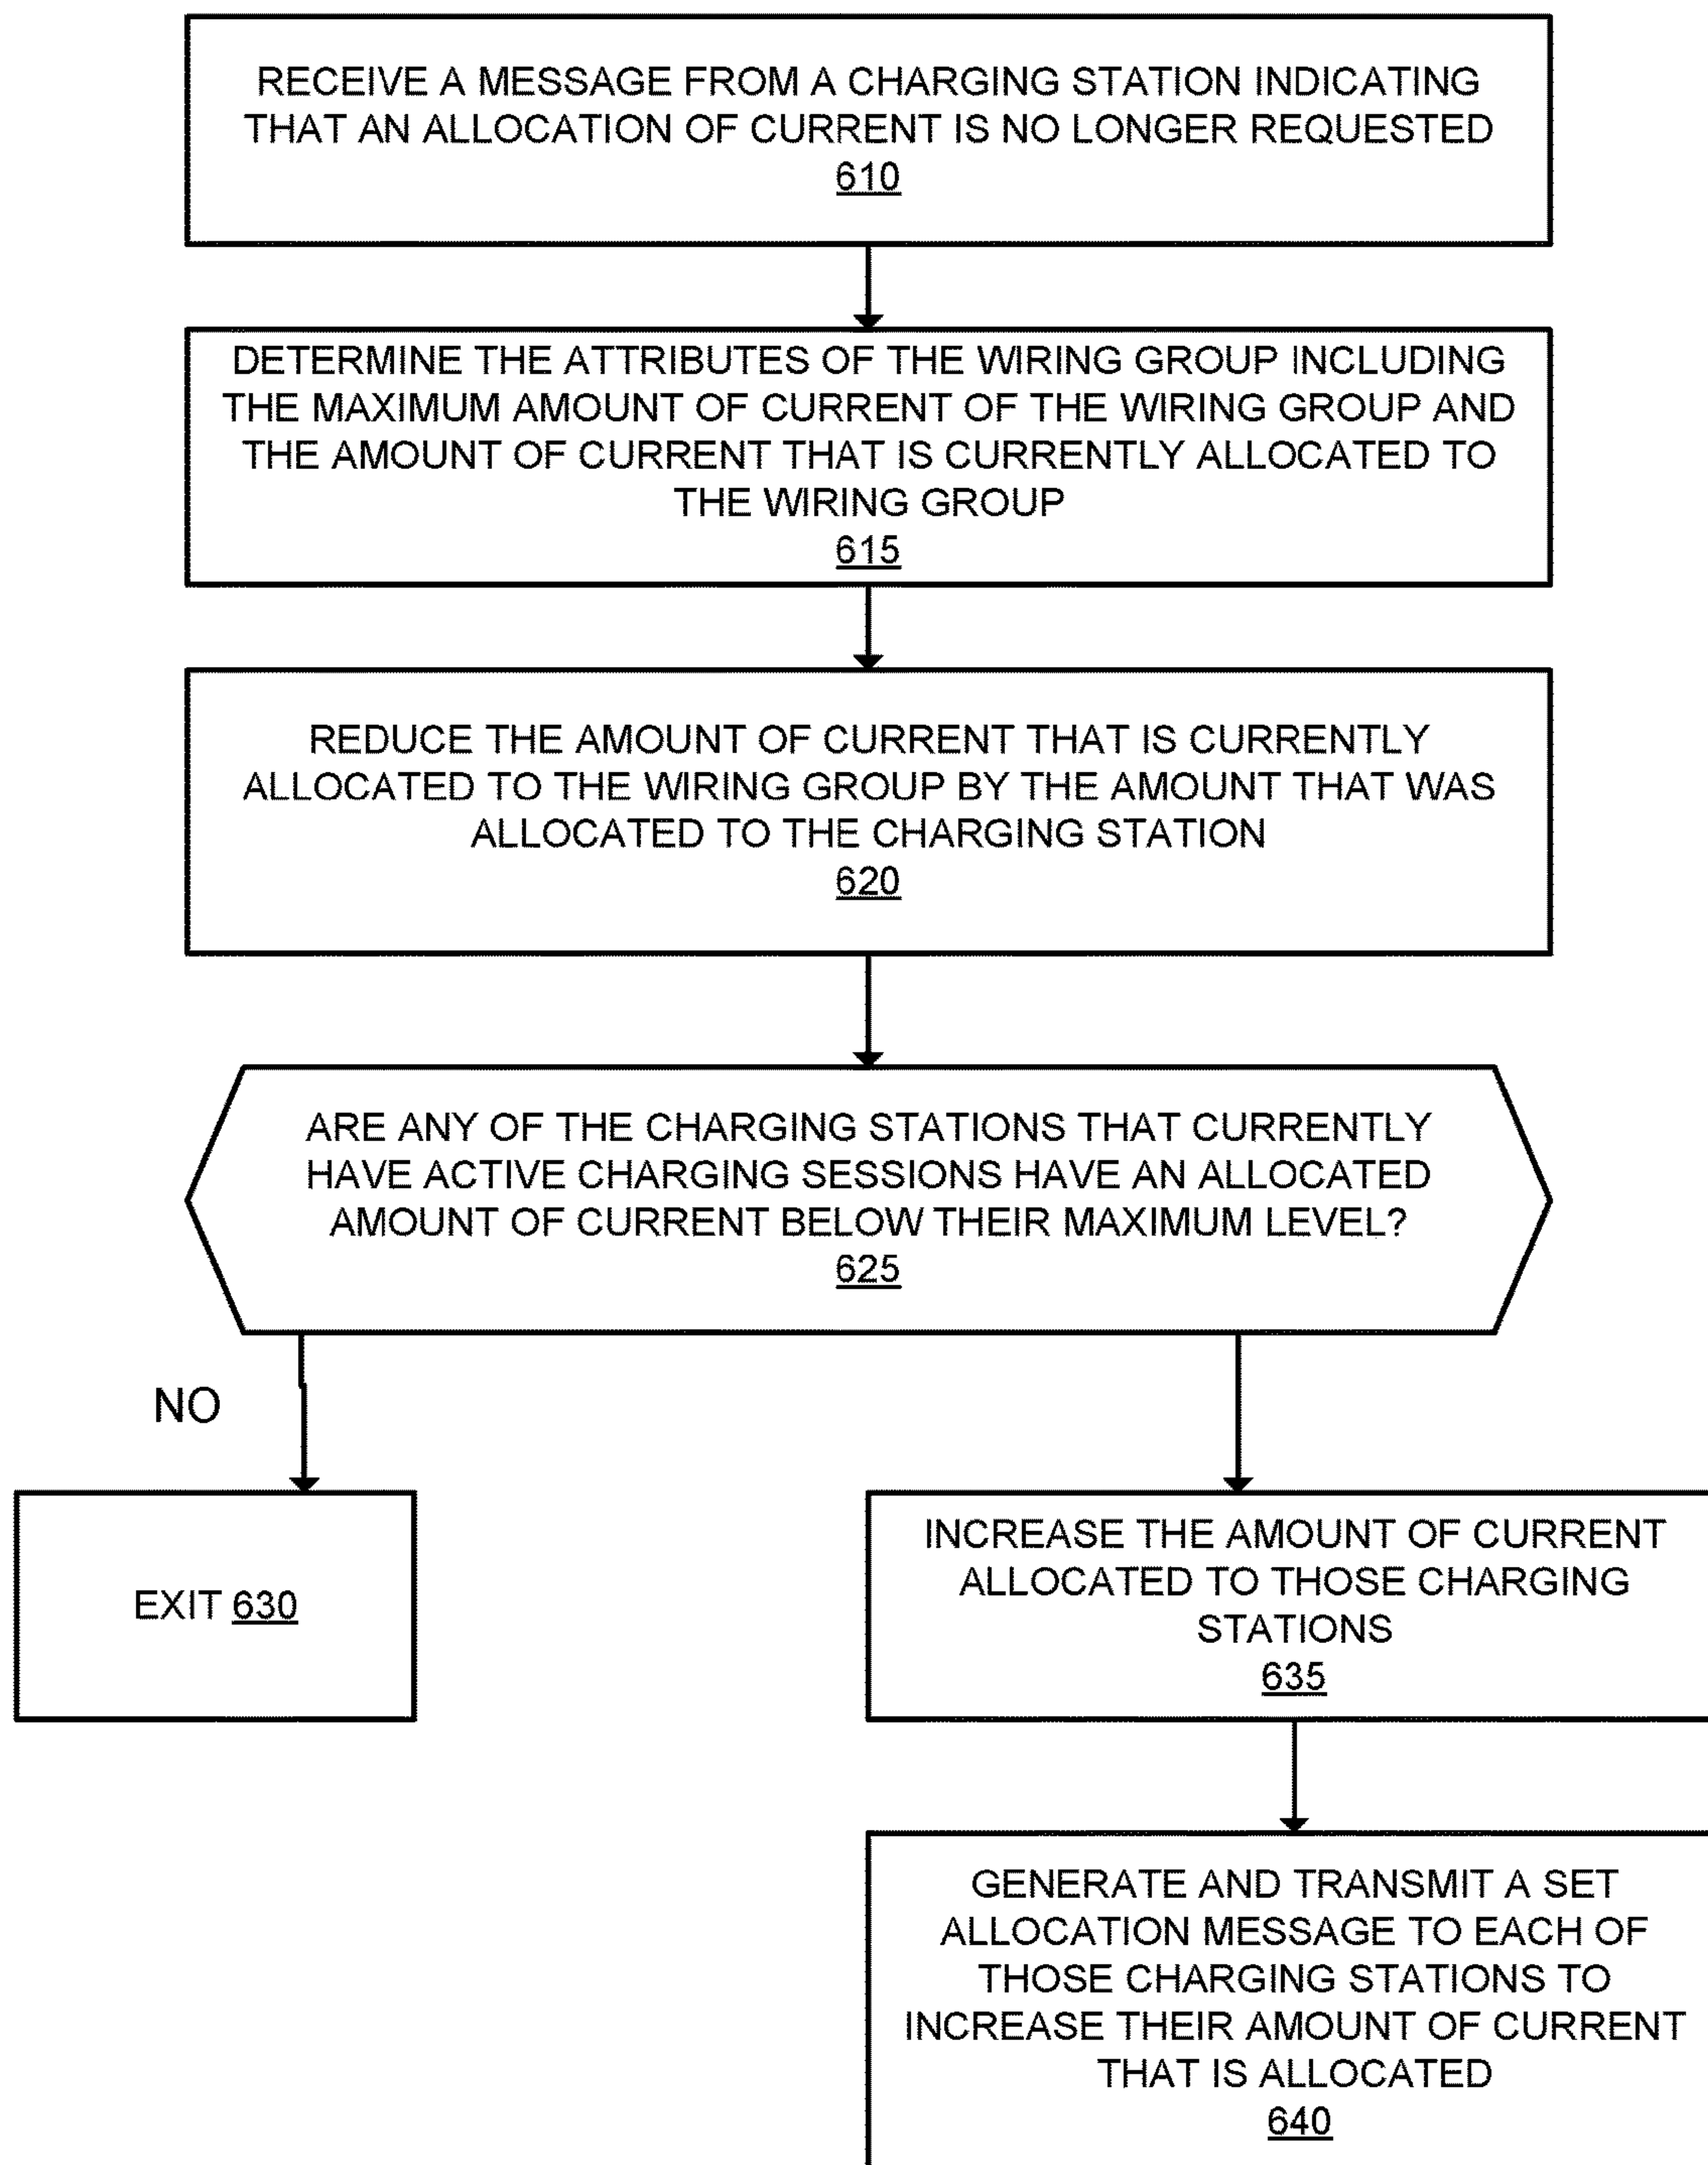 RECEIVE A MESSAGE FROM A CHARGING STATION INDICATING
THAT AN ALLOCATION OF CURRENT IS NO LONGER REQUESTED
610
DETERMINE THE ATTRIBUTES OF THE WIRING GROUP INCLUDING
THE MAXIMUM AMOUNT OF CURRENT OF THE WIRING GROUP AND
THE AMOUNT OF CURRENT THAT IS CURRENTLY ALLOCATED TO
THE WIRING GROUP
615
REDUCE THE AMOUNT OF CURRENT THAT IS CURRENTLY
ALLOCATED TO THE WIRING GROUP BY THE AMOUNT THAT WAS
ALLOCATED TO THE CHARGING STATION
620
ARE ANY OF THE CHARGING STATIONS THAT CURRENTLY
HAVE ACTIVE CHARGING SESSIONS HAVE AN ALLOCATED
AMOUNT OF CURRENT BELOW THEIR MAXIMUM LEVEL?
625
NO
EXIT 630
INCREASE THE AMOUNT OF CURRENT
ALLOCATED TO THOSE CHARGING
STATIONS
635
GENERATE AND TRANSMIT A SET
ALLOCATION MESSAGE TO EACH OF
THOSE CHARGING STATIONS TO
INCREASE THEIR AMOUNT OF CURRENT
THAT IS ALLOCATED
640